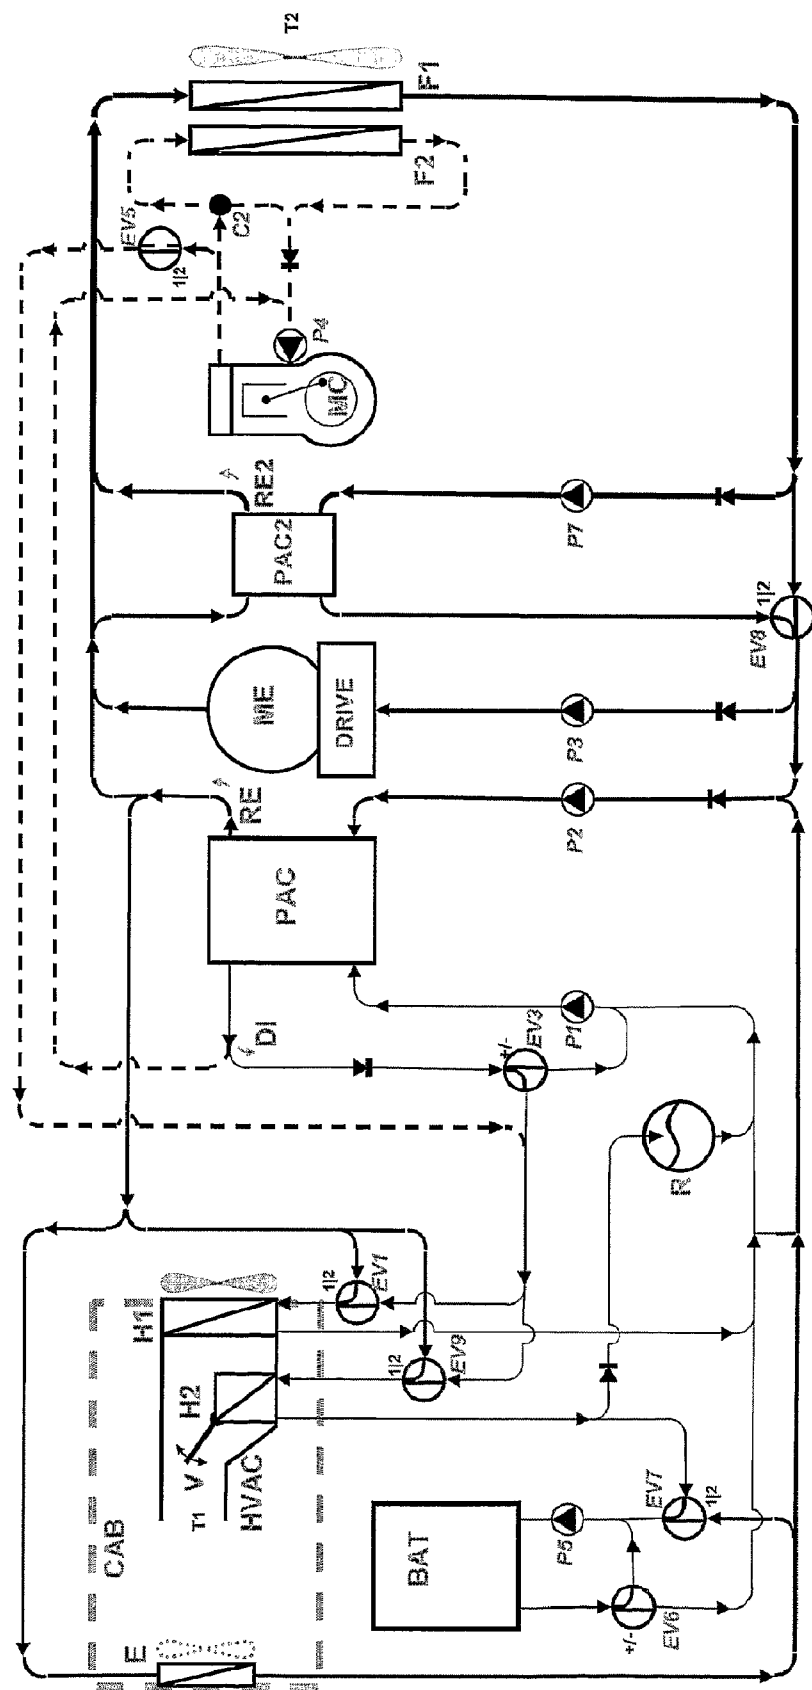 CAB
E
H1
EV5
1|2
V
H2
T1
HVAC
DI
RE
RE2
C2
T2
PAC
ME
PAC2
P4
MC
DRIVE
1|2
EV1
1|2
EV9
BAT
F2
F1
+/-
EV3
P5
P1
P2
P3
P7
+/-
EV6
EV7
1|2
R
EV8
1|2